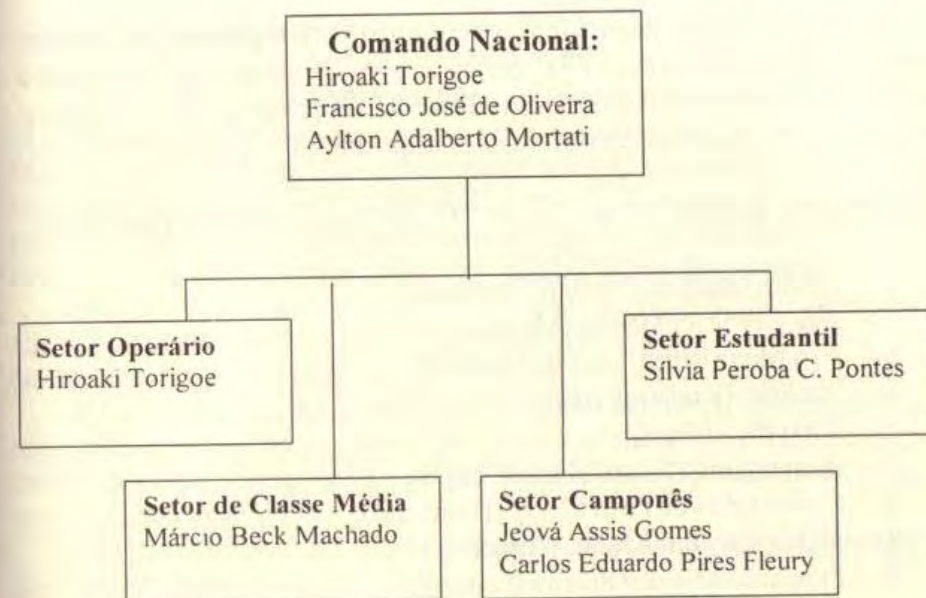 Comando Nacional:
Hiroaki Torigoe
Francisco José de Oliveira
Aylton Adalberto Mortati
Setor Operário
Hiroaki Torigoe
Setor Estudantil
Sílvia Peroba C. Pontes
Setor de Classe Média
Márcio Beck Machado
Setor Camponês
Jeová Assis Gomes
Carlos Eduardo Pires Fleury